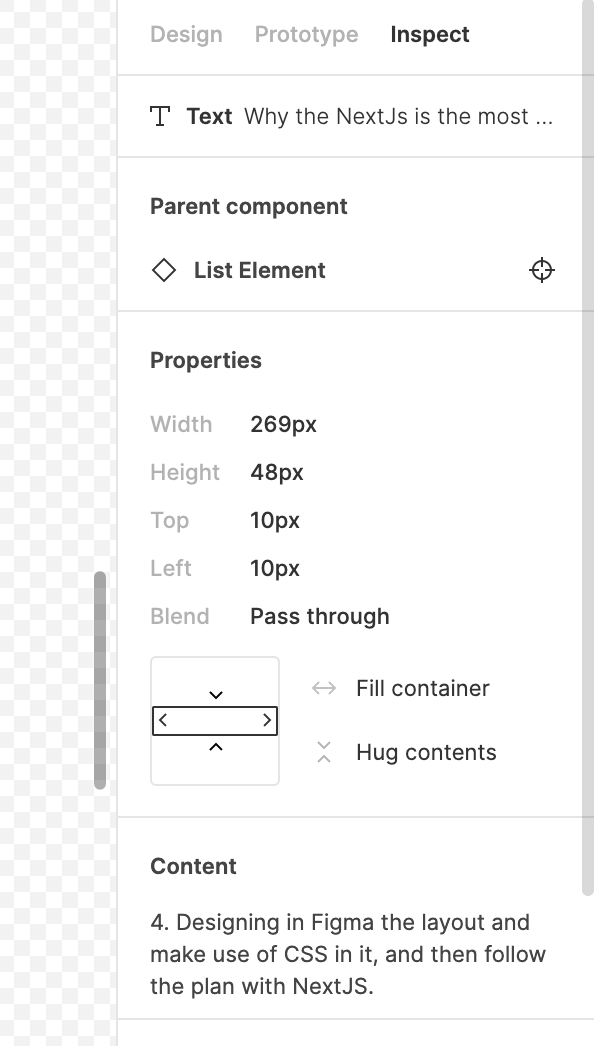 Design Prototype Inspect
Text Why the NextJs is the most ...
Parent component
List Element
Properties
Width 269px
Height 48px
Top 10px
Left 10px
Blend Pass through
Fill container
Hug contents
Content
4. Designing in Figma the layout and
make use of CSS in it, and then follow
the plan with NextJS.